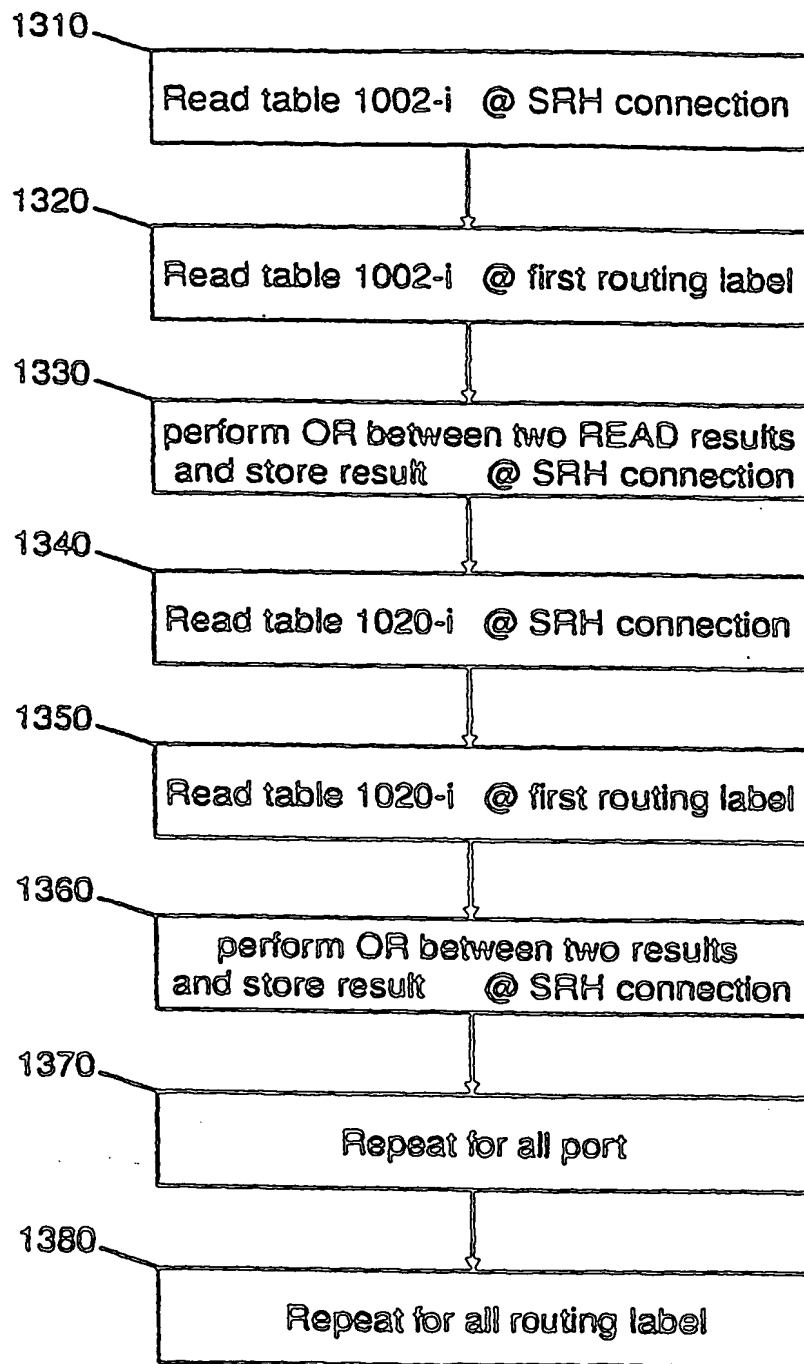 1310
Read table 1002-i @ SRH connection
1320
Read table 1002-i @ first routing label
1330
perform OR between two READ results
and store result @ SRH connection
1340
Read table 1020-i @ SRH connection
1350
Read table 1020-i @ first routing label
1360
perform OR between two results
and store result @ SRH connection
1370
Repeat for all port
1380
Repeat for all routing label